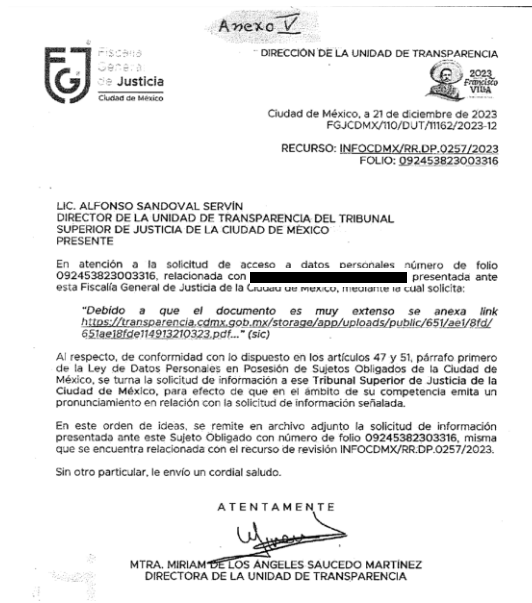 Anexo V
Fiscalía
General
de Justicia
Ciudad de México
DIRECCIÓN DE LA UNIDAD DE TRANSPARENCIA
2023
Francisco
VILLA
Ciudad de México, a 21 de diciembre de 2023
FGJCDMX/110/DUT/11162/2023-12
RECURSO: INFOCDMX/RR.DP.0257/2023
FOLIO: 092453823003316
LIC. ALFONSO SANDOVAL SERVÍN
DIRECTOR DE LA UNIDAD DE TRANSPARENCIA DEL TRIBUNAL
SUPERIOR DE JUSTICIA DE LA CIUDAD DE MÉXICO
PRESENTE
En atención a la solicitud de acceso a datos personales número de folio
092453823003316, relacionada con presentada ante
esta Fiscalía General de Justicia de la Ciudad de México, mediante la cual solicita:
"Debido a que el documento es muy extenso se anexa link
https://transparencia.cdmx.gob.mx/storage/app/uploads/public/651/ae1/8fd/
651ae18fde114913210323.pdf..." (sic)
Al respecto, de conformidad con lo dispuesto en los artículos 47 y 51, párrafo primero
de la Ley de Datos Personales en Posesión de Sujetos Obligados de la Ciudad de
México, se turna la solicitud de información a ese Tribunal Superior de Justicia de la
Ciudad de México, para efecto de que en el ámbito de su competencia emita un
pronunciamiento en relación con la solicitud de información señalada.
En este orden de ideas, se remite en archivo adjunto la solicitud de información
presentada ante este Sujeto Obligado con número de folio 09245382303316, misma
que se encuentra relacionada con el recurso de revisión INFOCDMX/RR.DP.0257/2023.
Sin otro particular, le envío un cordial saludo.
ATENTAMENTE
MTRA. MIRIAM DE LOS ÁNGELES SAUCEDO MARTÍNEZ
DIRECTORA DE LA UNIDAD DE TRANSPARENCIA